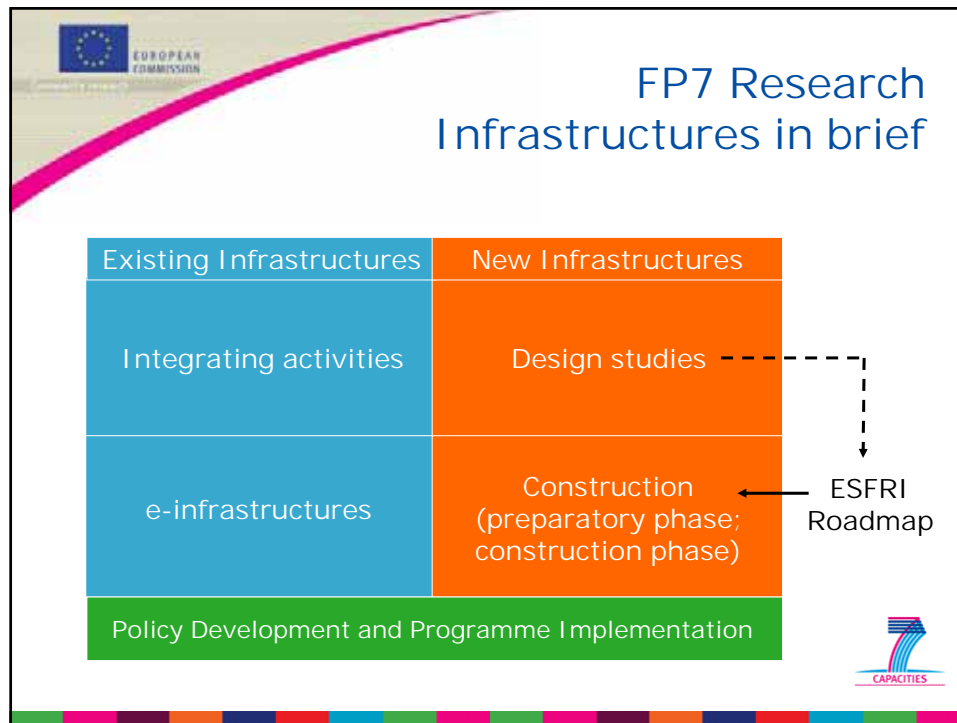 EUROPEAN
COMMISSION
FP7 Research
Infrastructures in brief
Existing Infrastructures
New Infrastructures
Integrating activities
Design studies
e-infrastructures
Construction
(preparatory phase;
construction phase)
ESFRI
Roadmap
Policy Development and Programme Implementation
7
CAPACITIES